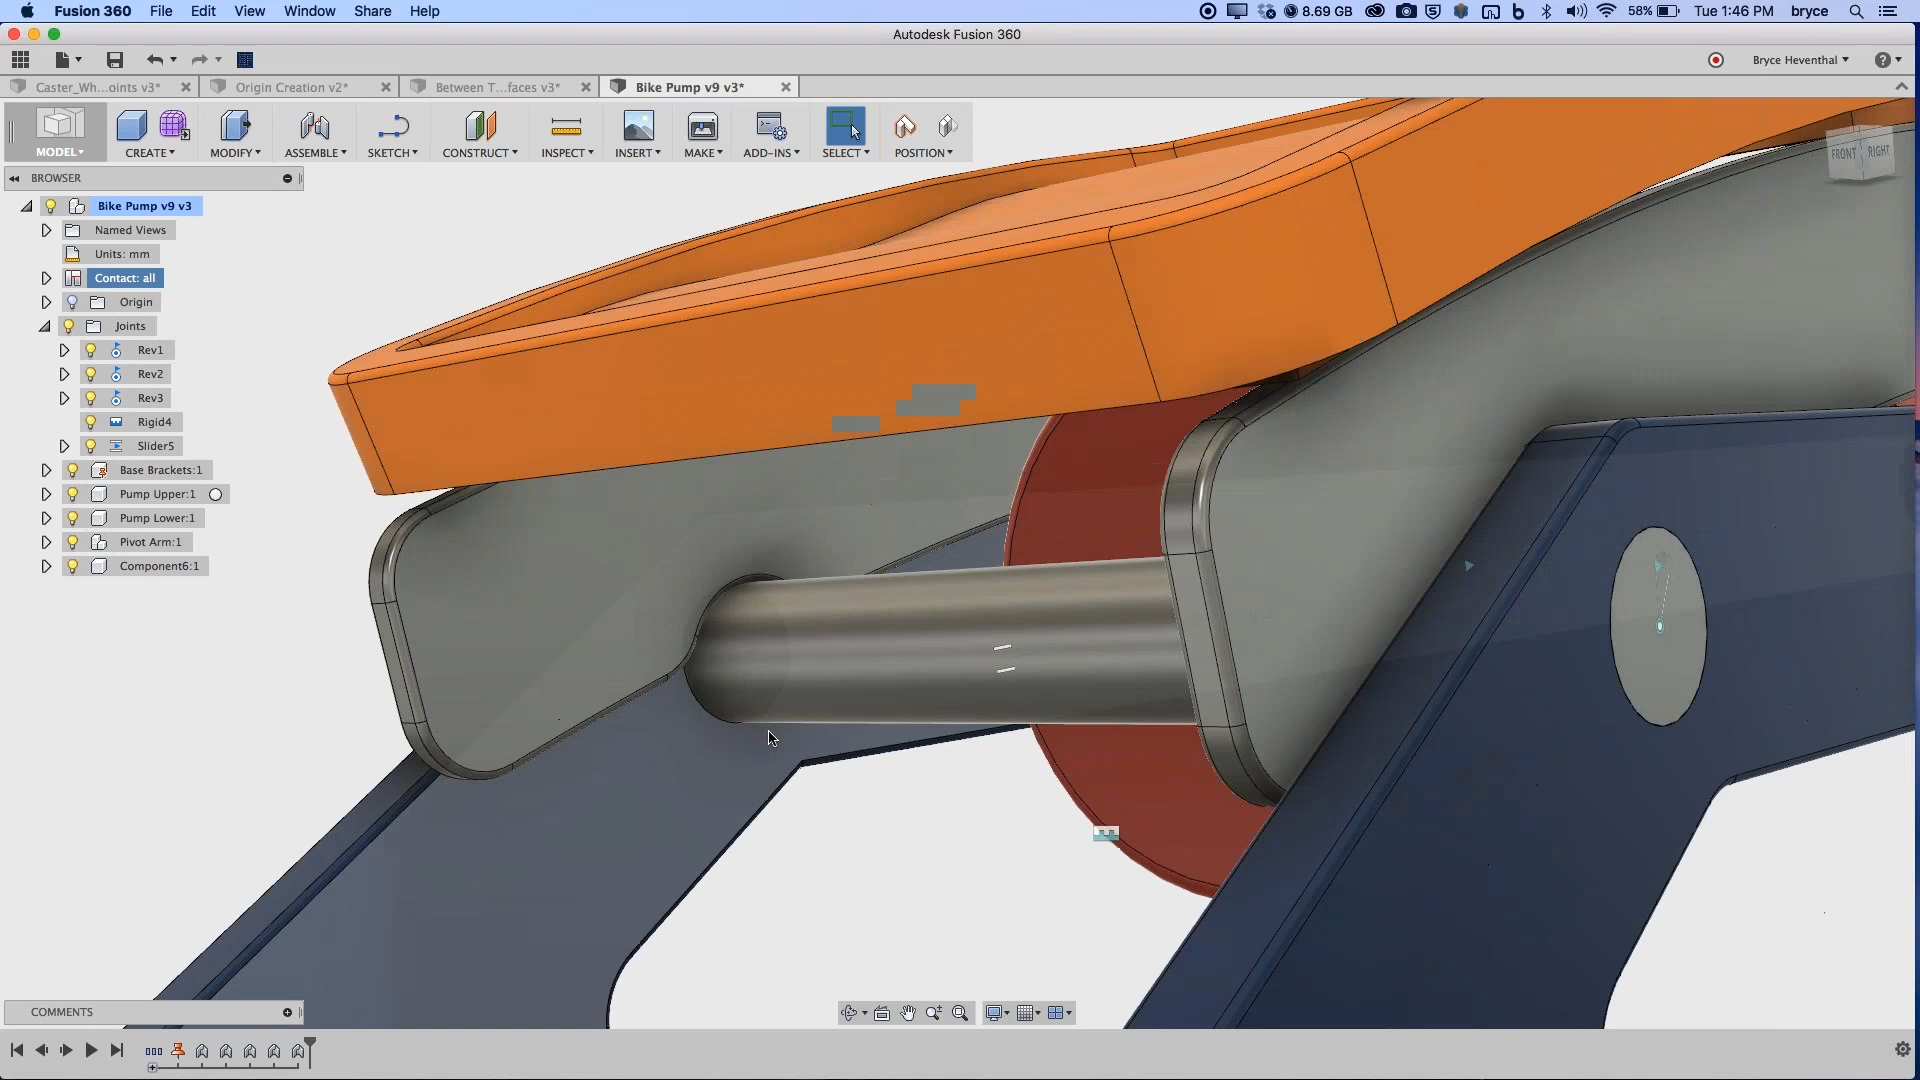 Fusion 360 File Edit View Window Share Help 8.69 GB 58% Tue 1:46 PM bryce
Autodesk Fusion 360
Bryce Heventhal
Caster_Wh...oints v3* Origin Creation v2* Between T...faces v3* Bike Pump v9 v3*
MODEL CREATE MODIFY ASSEMBLE SKETCH CONSTRUCT INSPECT INSERT MAKE ADD-INS SELECT POSITION
FRONT RIGHT
BROWSER
Bike Pump v9 v3
Named Views
Units: mm
Contact: all
Origin
Joints
Rev1
Rev2
Rev3
Rigid4
Slider5
Base Brackets:1
Pump Upper:1
Pump Lower:1
Pivot Arm:1
Component6:1
COMMENTS